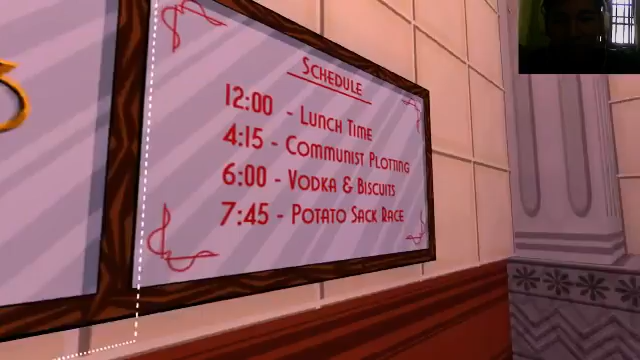 SCHEDULE
12:00 - LUNCH TIME
4:15 - COMMUNIST PLOTTING
6:00 - VODKA & BISCUITS
7:45 - POTATO SACK RACE